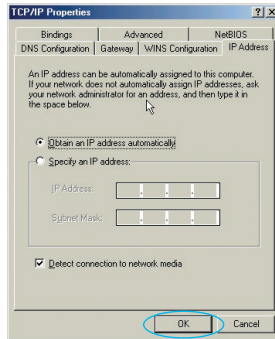 TCP/IP Properties ? ×
Bindings Advanced NetBIOS
DNS Configuration Gateway WINS Configuration IP Address
An IP address can be automatically assigned to this computer.
If your network does not automatically assign IP addresses, ask
your network administrator for an address, and then type it in
the space below.
Obtain an IP address automatically
Specify an IP address:
IP Address:
Subnet Mask:
Detect connection to network media
OK Cancel